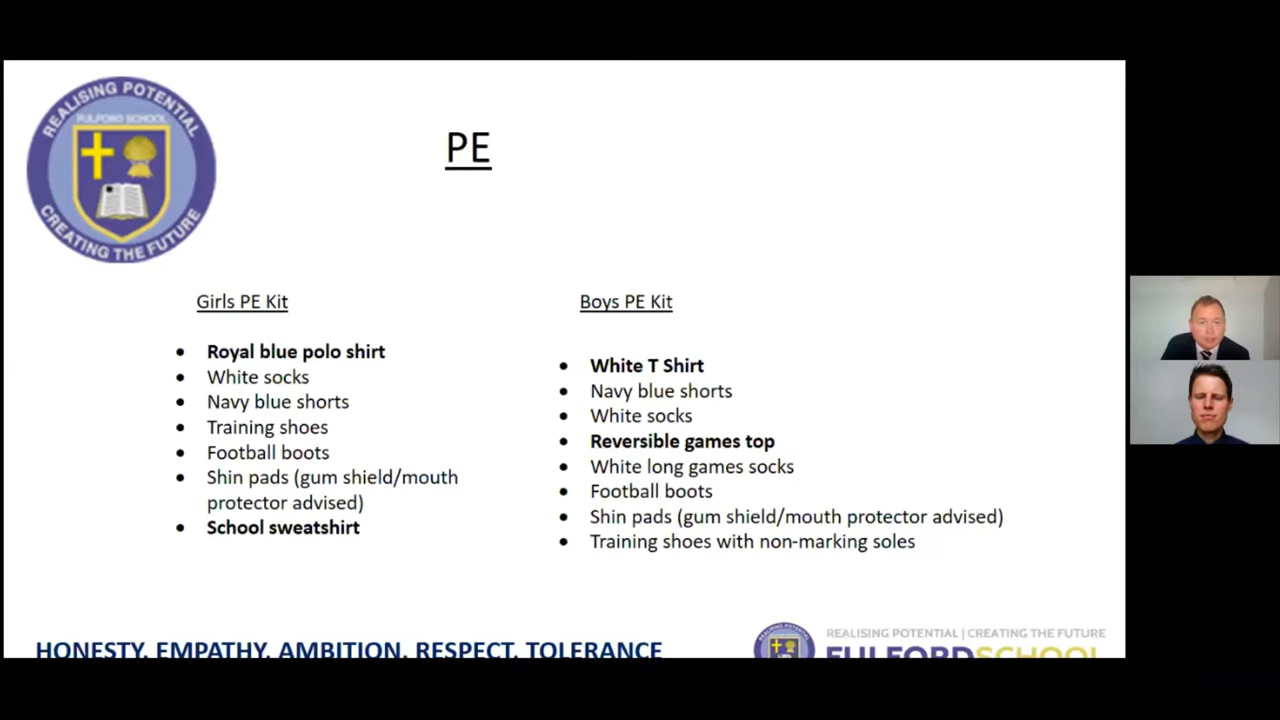 REALISING POTENTIAL
FULFORD SCHOOL
CREATING THE FUTURE
PE
Girls PE Kit
• Royal blue polo shirt
• White socks
• Navy blue shorts
• Training shoes
• Football boots
• Shin pads (gum shield/mouth
protector advised)
• School sweatshirt
Boys PE Kit
• White T Shirt
• Navy blue shorts
• White socks
• Reversible games top
• White long games socks
• Football boots
• Shin pads (gum shield/mouth protector advised)
• Training shoes with non-marking soles
HONESTY, EMPATHY, AMBITION, RESPECT, TOLERANCE
REALISING POTENTIAL | CREATING THE FUTURE
FULFORDSCHOOL